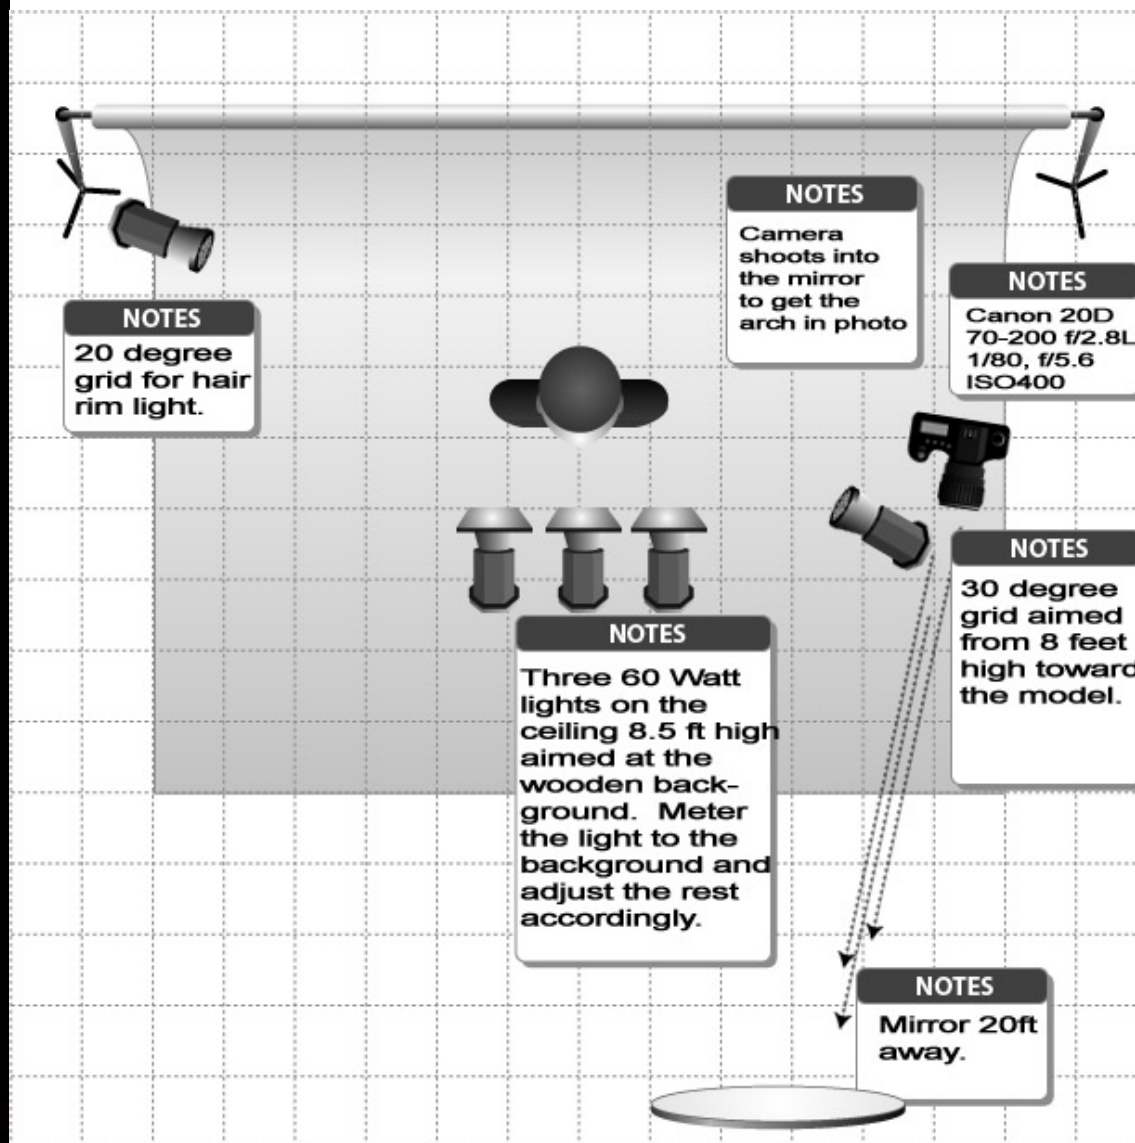 NOTES
Camera
shoots into
the mirror
to get the
arch in photo
NOTES
Canon 20D
70-200 f/2.8L
1/80, f/5.6
ISO400
NOTES
20 degree
grid for hair
rim light.
NOTES
30 degree
grid aimed
from 8 feet
high toward
the model.
NOTES
Three 60 Watt
lights on the
ceiling 8.5 ft high
aimed at the
wooden back-
ground. Meter
the light to the
background and
adjust the rest
accordingly.
NOTES
Mirror 20ft
away.